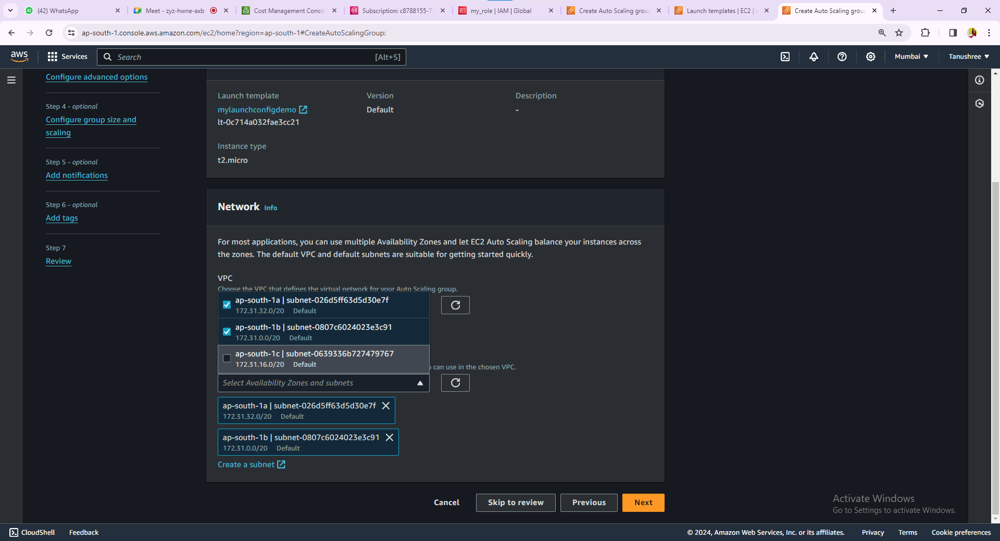 (42) WhatsApp
Meet - zyz-hwne-axb
Cost Management Conso
Subscription: c8788155-7
my_role | IAM | Global
Create Auto Scaling grou
Launch templates | EC2 |
Create Auto Scaling grou
ap-south-1.console.aws.amazon.com/ec2/home?region=ap-south-1#CreateAutoScalingGroup:
aws
Services
Search
[Alt+S]
Mumbai
Tanushree
Configure advanced options
Step 4 - optional
Configure group size and
scaling
Step 5 - optional
Add notifications
Step 6 - optional
Add tags
Step 7
Review
Launch template
Version
Description
mylaunchconfigdemo
Default
-
lt-0c714a032fae3cc21
Instance type
t2.micro
Network Info
For most applications, you can use multiple Availability Zones and let EC2 Auto Scaling balance your instances across
the zones. The default VPC and default subnets are suitable for getting started quickly.
VPC
Choose the VPC that defines the virtual network for your Auto Scaling group.
ap-south-1a | subnet-026d5ff63d5d30e7f
172.31.32.0/20 Default
ap-south-1b | subnet-0807c6024023e3c91
172.31.0.0/20 Default
ap-south-1c | subnet-0639336b727479767
172.31.16.0/20 Default
can use in the chosen VPC.
Select Availability Zones and subnets
ap-south-1a | subnet-026d5ff63d5d30e7f
172.31.32.0/20 Default
ap-south-1b | subnet-0807c6024023e3c91
172.31.0.0/20 Default
Create a subnet
Cancel
Skip to review
Previous
Next
Activate Windows
Go to Settings to activate Windows.
CloudShell
Feedback
© 2024, Amazon Web Services, Inc. or its affiliates.
Privacy
Terms
Cookie preferences